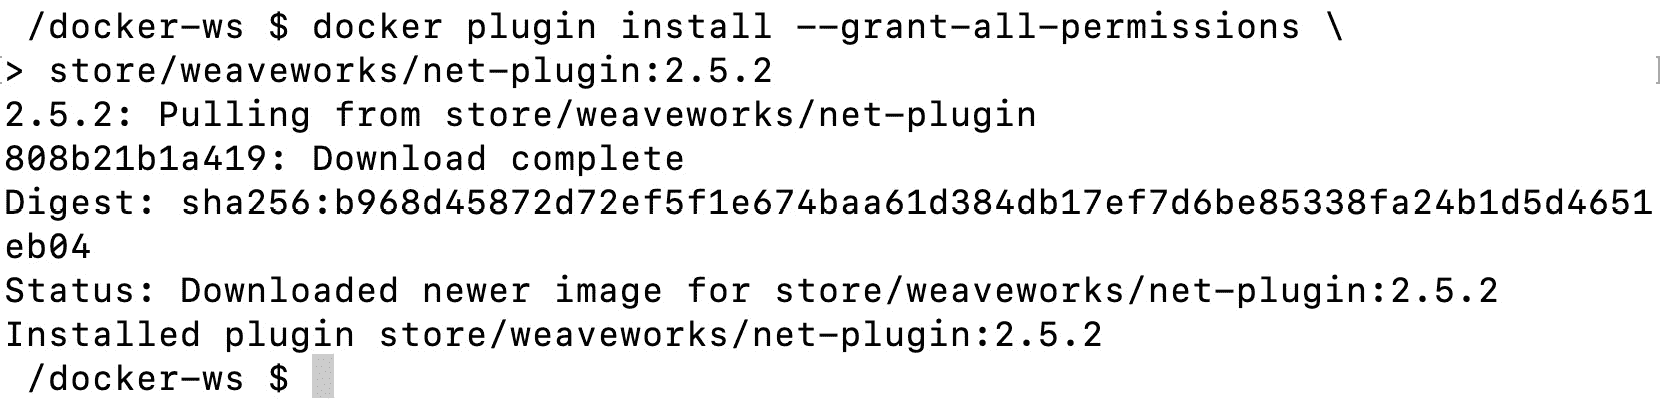 /docker-ws $ docker plugin install --grant-all-permissions \
> store/weaveworks/net-plugin:2.5.2
2.5.2: Pulling from store/weaveworks/net-plugin
808b21b1a419: Download complete
Digest: sha256:b968d45872d72ef5f1e674baa61d384db17ef7d6be85338fa24b1d5d4651
eb04
Status: Downloaded newer image for store/weaveworks/net-plugin:2.5.2
Installed plugin store/weaveworks/net-plugin:2.5.2
/docker-ws $